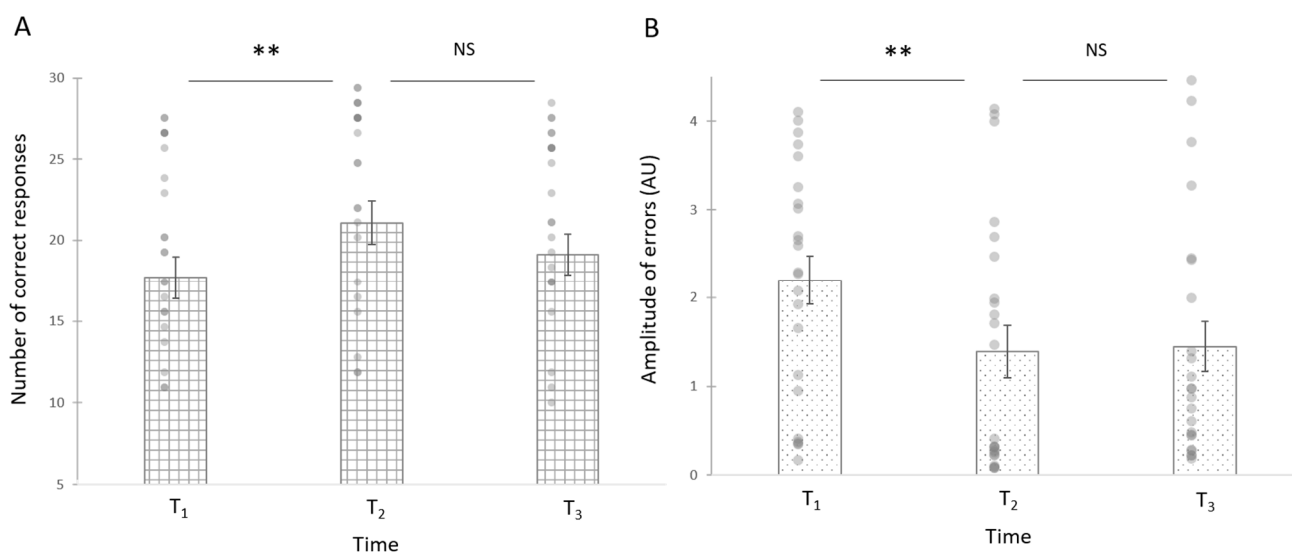 A
** NS
30
25
20
15
10
5
Number of correct responses
T₁ T₂ T₃
Time
B
** NS
4
3
2
1
0
Amplitude of errors (AU)
T₁ T₂ T₃
Time